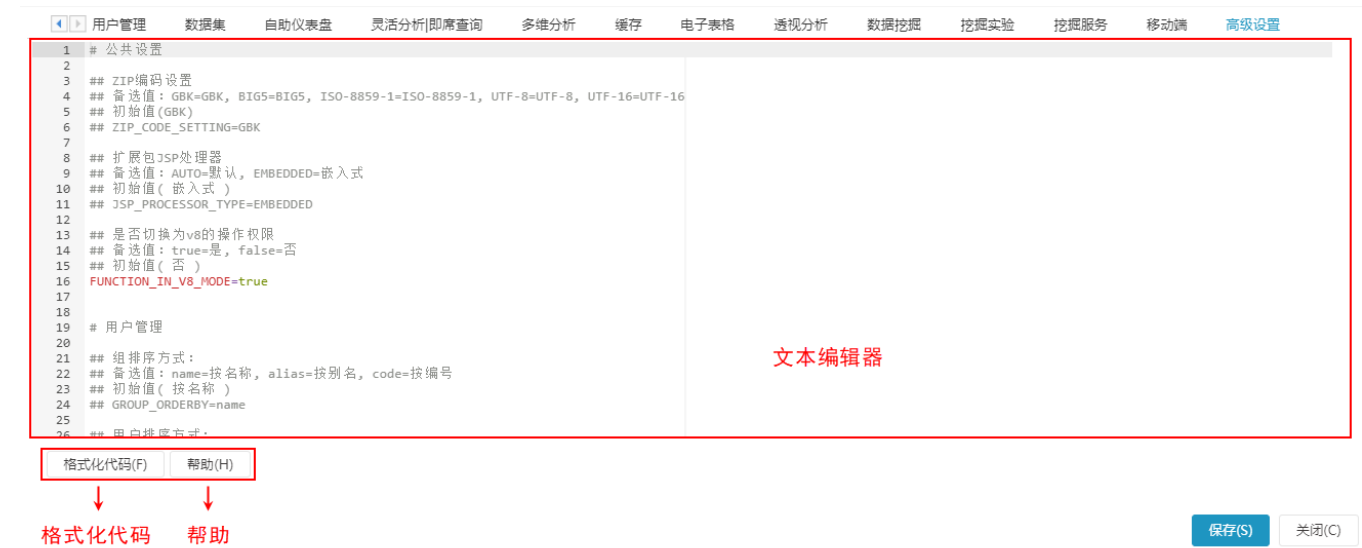 用户管理 数据集 自助仪表盘 灵活分析|即席查询 多维分析 缓存 电子表格 透视分析 数据挖掘 挖掘实验 挖掘服务 移动端 高级设置
1 # 公共设置
2
3 ## ZIP编码设置
4 ## 备选值：GBK=GBK, BIG5=BIG5, ISO-8859-1=ISO-8859-1, UTF-8=UTF-8, UTF-16=UTF-16
5 ## 初始值(GBK)
6 ## ZIP_CODE_SETTING=GBK
7
8 ## 扩展包JSP处理器
9 ## 备选值：AUTO=默认, EMBEDDED=嵌入式
10 ## 初始值( 嵌入式 )
11 ## JSP_PROCESSOR_TYPE=EMBEDDED
12
13 ## 是否切换为v8的操作权限
14 ## 备选值：true=是, false=否
15 ## 初始值( 否 )
16 FUNCTION_IN_V8_MODE=true
17
18
19 # 用户管理
20
21 ## 组排序方式：
22 ## 备选值：name=按名称, alias=按别名, code=按编号
23 ## 初始值( 按名称 )
24 ## GROUP_ORDERBY=name
25
26 ## 用户排序方式：
文本编辑器
格式化代码(F) 帮助(H)
格式化代码 帮助
保存(S) 关闭(C)